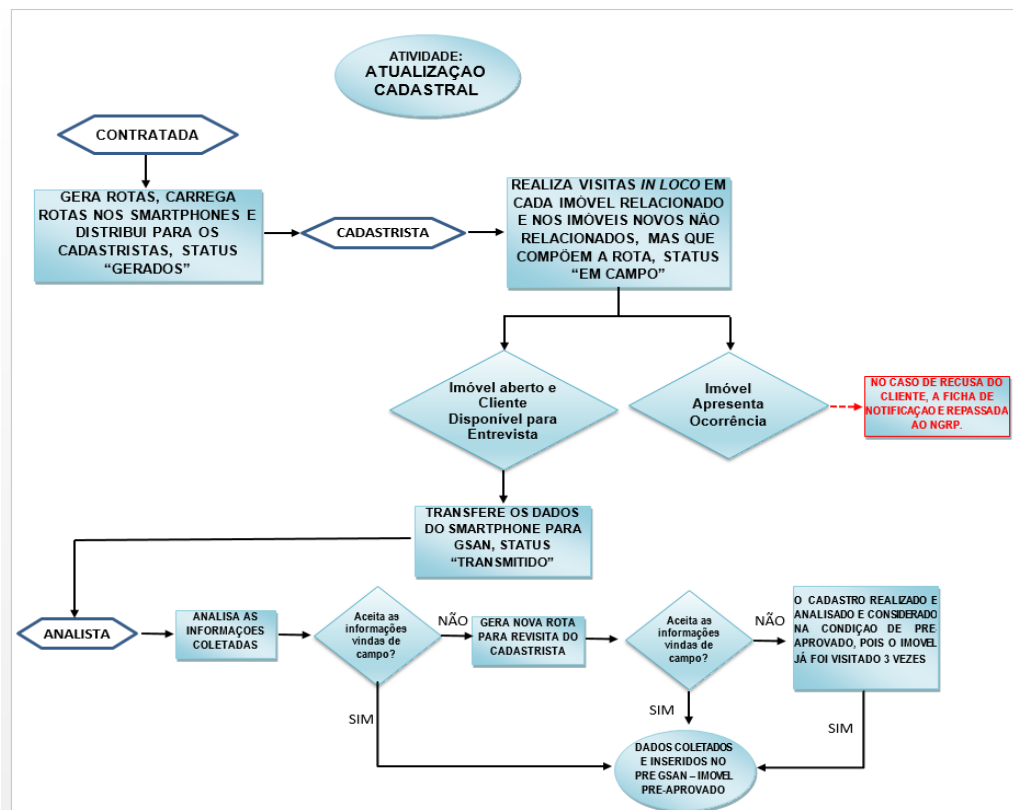 ATIVIDADE:
ATUALIZAÇAO
CADASTRAL
CONTRATADA
GERA ROTAS, CARREGA
ROTAS NOS SMARTPHONES E
DISTRIBUI PARA OS
CADASTRISTAS, STATUS
“GERADOS”
CADASTRISTA
REALIZA VISITAS IN LOCO EM
CADA IMÓVEL RELACIONADO
E NOS IMÓVEIS NOVOS NÃO
RELACIONADOS, MAS QUE
COMPÕEM A ROTA, STATUS
“EM CAMPO”
Imóvel aberto e
Cliente
Disponível para
Entrevista
Imóvel
Apresenta
Ocorrência
NO CASO DE RECUSA DO
CLIENTE, A FICHA DE
NOTIFICAÇAO E REPASSADA
AO NGRP.
TRANSFERE OS DADOS
DO SMARTPHONE PARA
GSAN, STATUS
“TRANSMITIDO”
ANALISTA
ANALISA AS
INFORMAÇOES
COLETADAS
Aceita as
informações
vindas de
campo?
NÃO
GERA NOVA ROTA
PARA REVISITA DO
CADASTRISTA
Aceita as
informações
vindas de
campo?
NÃO
O CADASTRO REALIZADO E
ANALISADO E CONSIDERADO
NA CONDIÇAO DE PRE
APROVADO, POIS O IMOVEL
JÁ FOI VISITADO 3 VEZES
SIM
SIM
SIM
DADOS COLETADOS
E INSERIDOS NO
PRE GSAN – IMOVEL
PRE-APROVADO